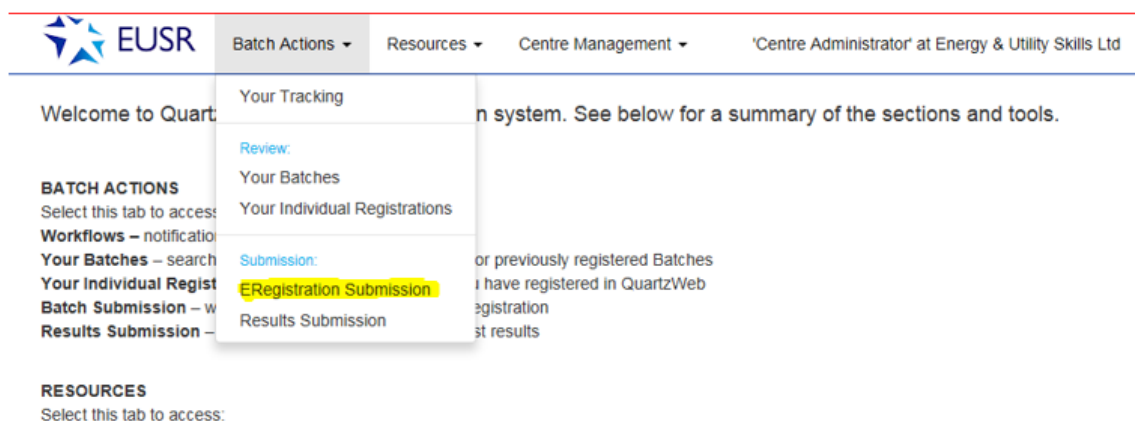 EUSR Batch Actions Resources Centre Management 'Centre Administrator' at Energy & Utility Skills Ltd
Your Tracking
Welcome to Quart n system. See below for a summary of the sections and tools.
Review:
Your Batches
BATCH ACTIONS
Your Individual Registrations
Select this tab to access
Workflows – notification
Submission:
Your Batches – search or previously registered Batches
Your Individual Regist have registered in QuartzWeb
ERegistration Submission
Batch Submission – w egistration
Results Submission
Results Submission – st results
RESOURCES
Select this tab to access: